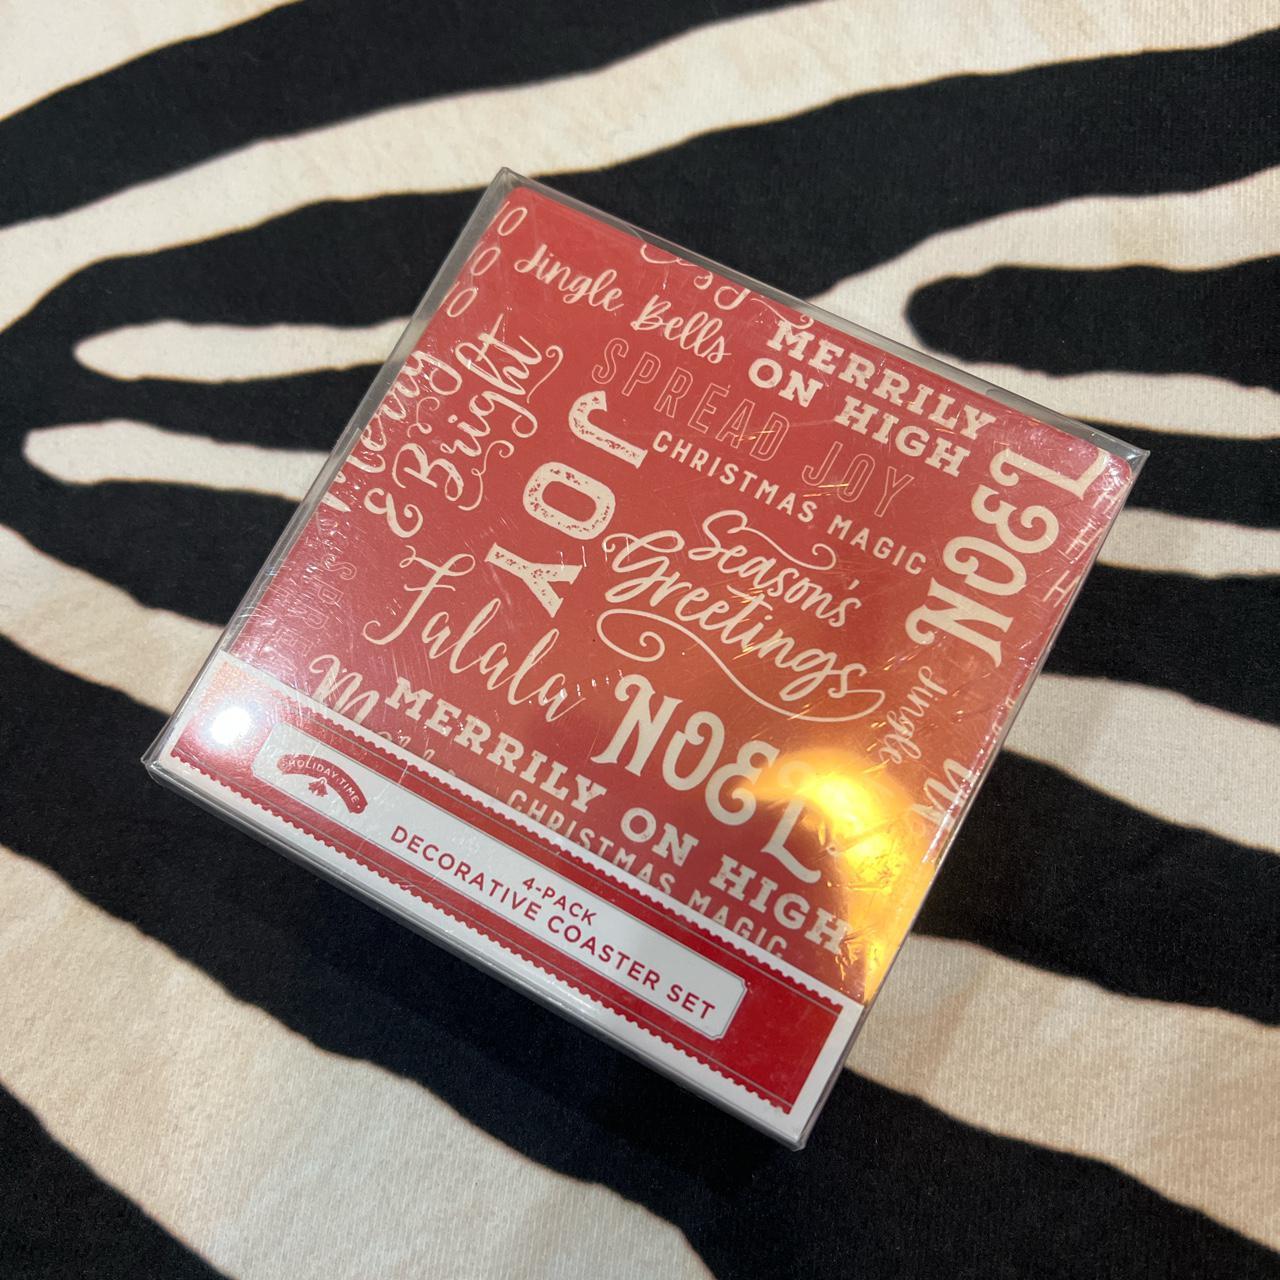 Jingle Bells
MERRILY
ON HIGH
SPREAD JOY
CHRISTMAS MAGIC
NOEL
& Bright
JOY
Season's
Greetings
Falala
NOEL
Jingle
MERRILY ON HIGH
CHRISTMAS MAGIC
HOLIDAY TIME
4-PACK
DECORATIVE COASTER SET